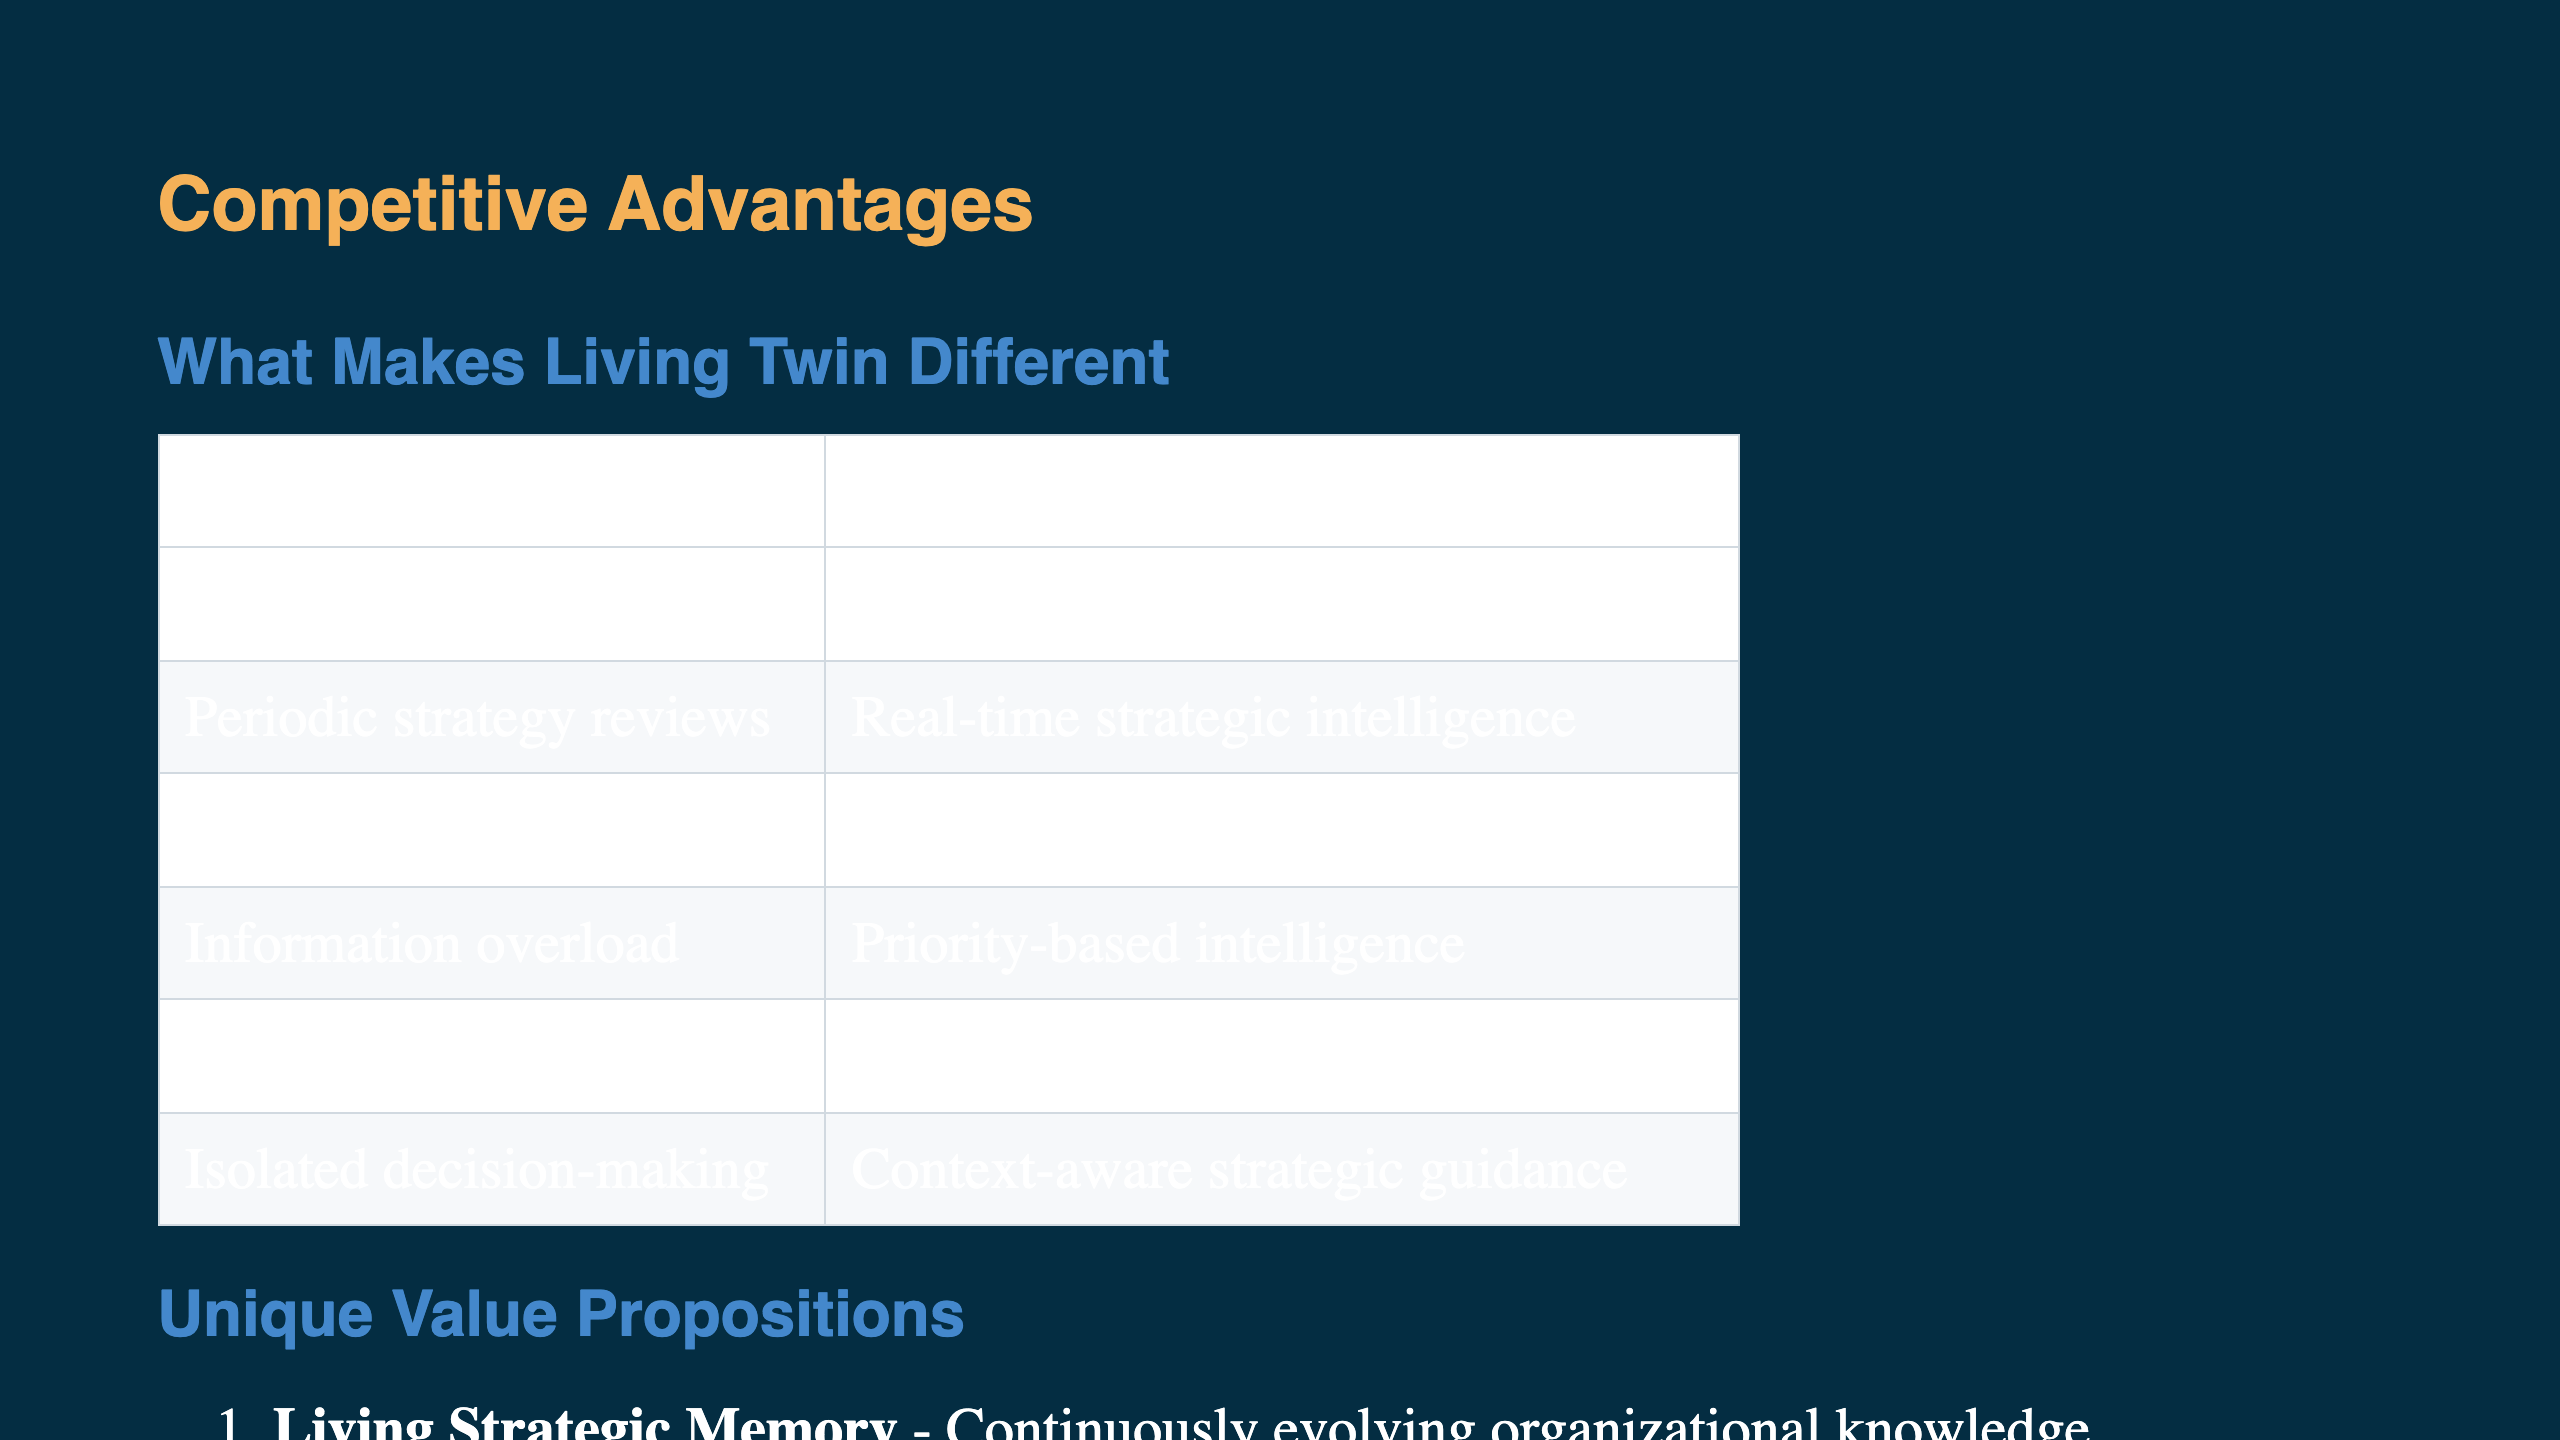 Competitive Advantages
What Makes Living Twin Different
Periodic strategy reviews Real-time strategic intelligence
Information overload Priority-based intelligence
Isolated decision-making Context-aware strategic guidance
Unique Value Propositions
1. Living Strategic Memory - Continuously evolving organizational knowledge